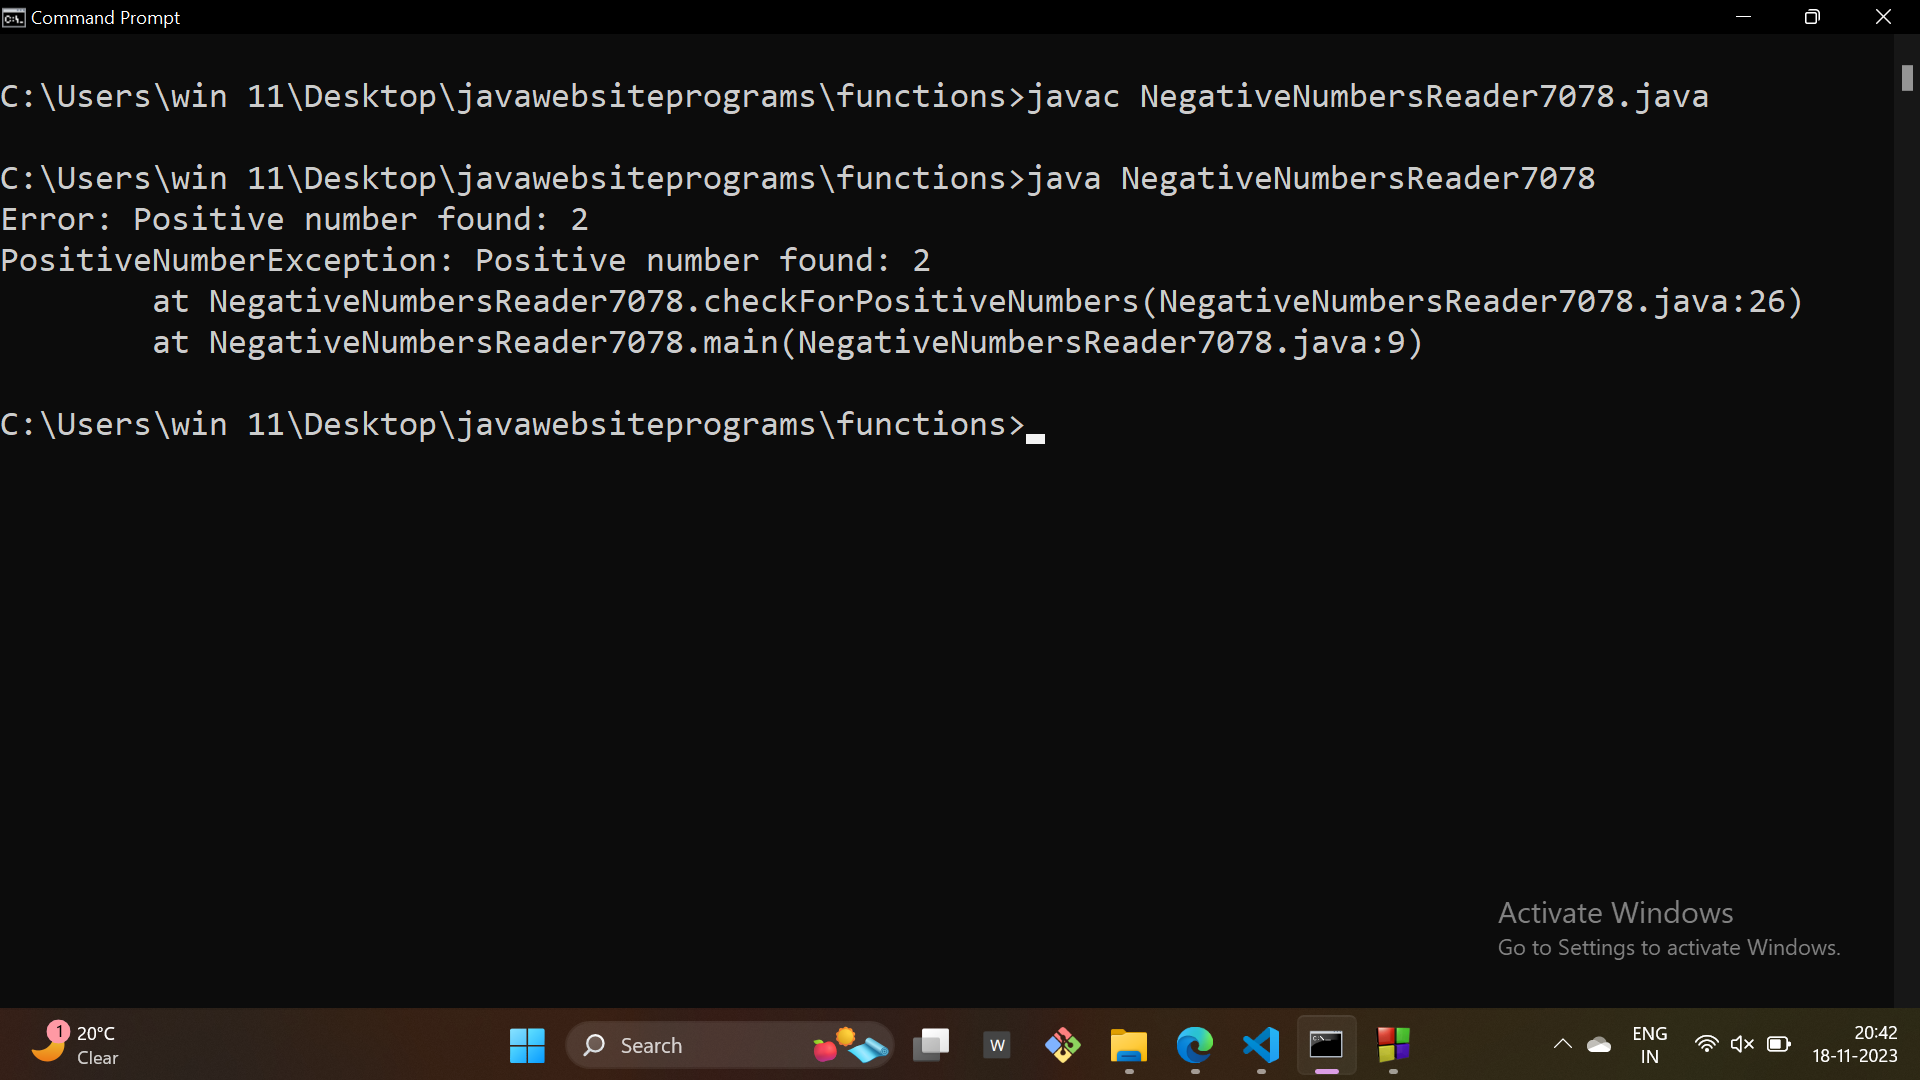 Command Prompt
C:\Users\win 11\Desktop\javawebsiteprograms\functions>javac NegativeNumbersReader7078.java
C:\Users\win 11\Desktop\javawebsiteprograms\functions>java NegativeNumbersReader7078
Error: Positive number found: 2
PositiveNumberException: Positive number found: 2
at NegativeNumbersReader7078.checkForPositiveNumbers(NegativeNumbersReader7078.java:26)
at NegativeNumbersReader7078.main(NegativeNumbersReader7078.java:9)
C:\Users\win 11\Desktop\javawebsiteprograms\functions>
Activate Windows
Go to Settings to activate Windows.
1
20°C
Clear
Search
W
ENG
IN
20:42
18-11-2023